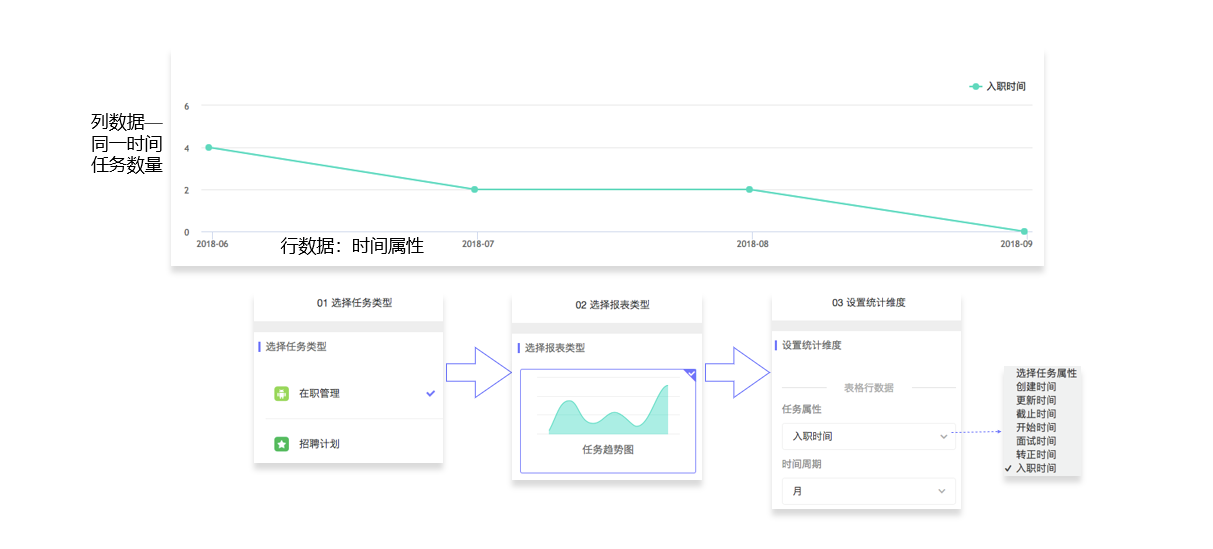 入职时间
6
列数据—
同一时间
任务数量
4
2
0
2018-06
2018-07
2018-08
2018-09
行数据：时间属性
01 选择任务类型
选择任务类型
在职管理
招聘计划
02 选择报表类型
选择报表类型
任务趋势图
03 设置统计维度
设置统计维度
表格行数据
任务属性
入职时间
时间周期
月
选择任务属性
创建时间
更新时间
截止时间
开始时间
面试时间
转正时间
入职时间